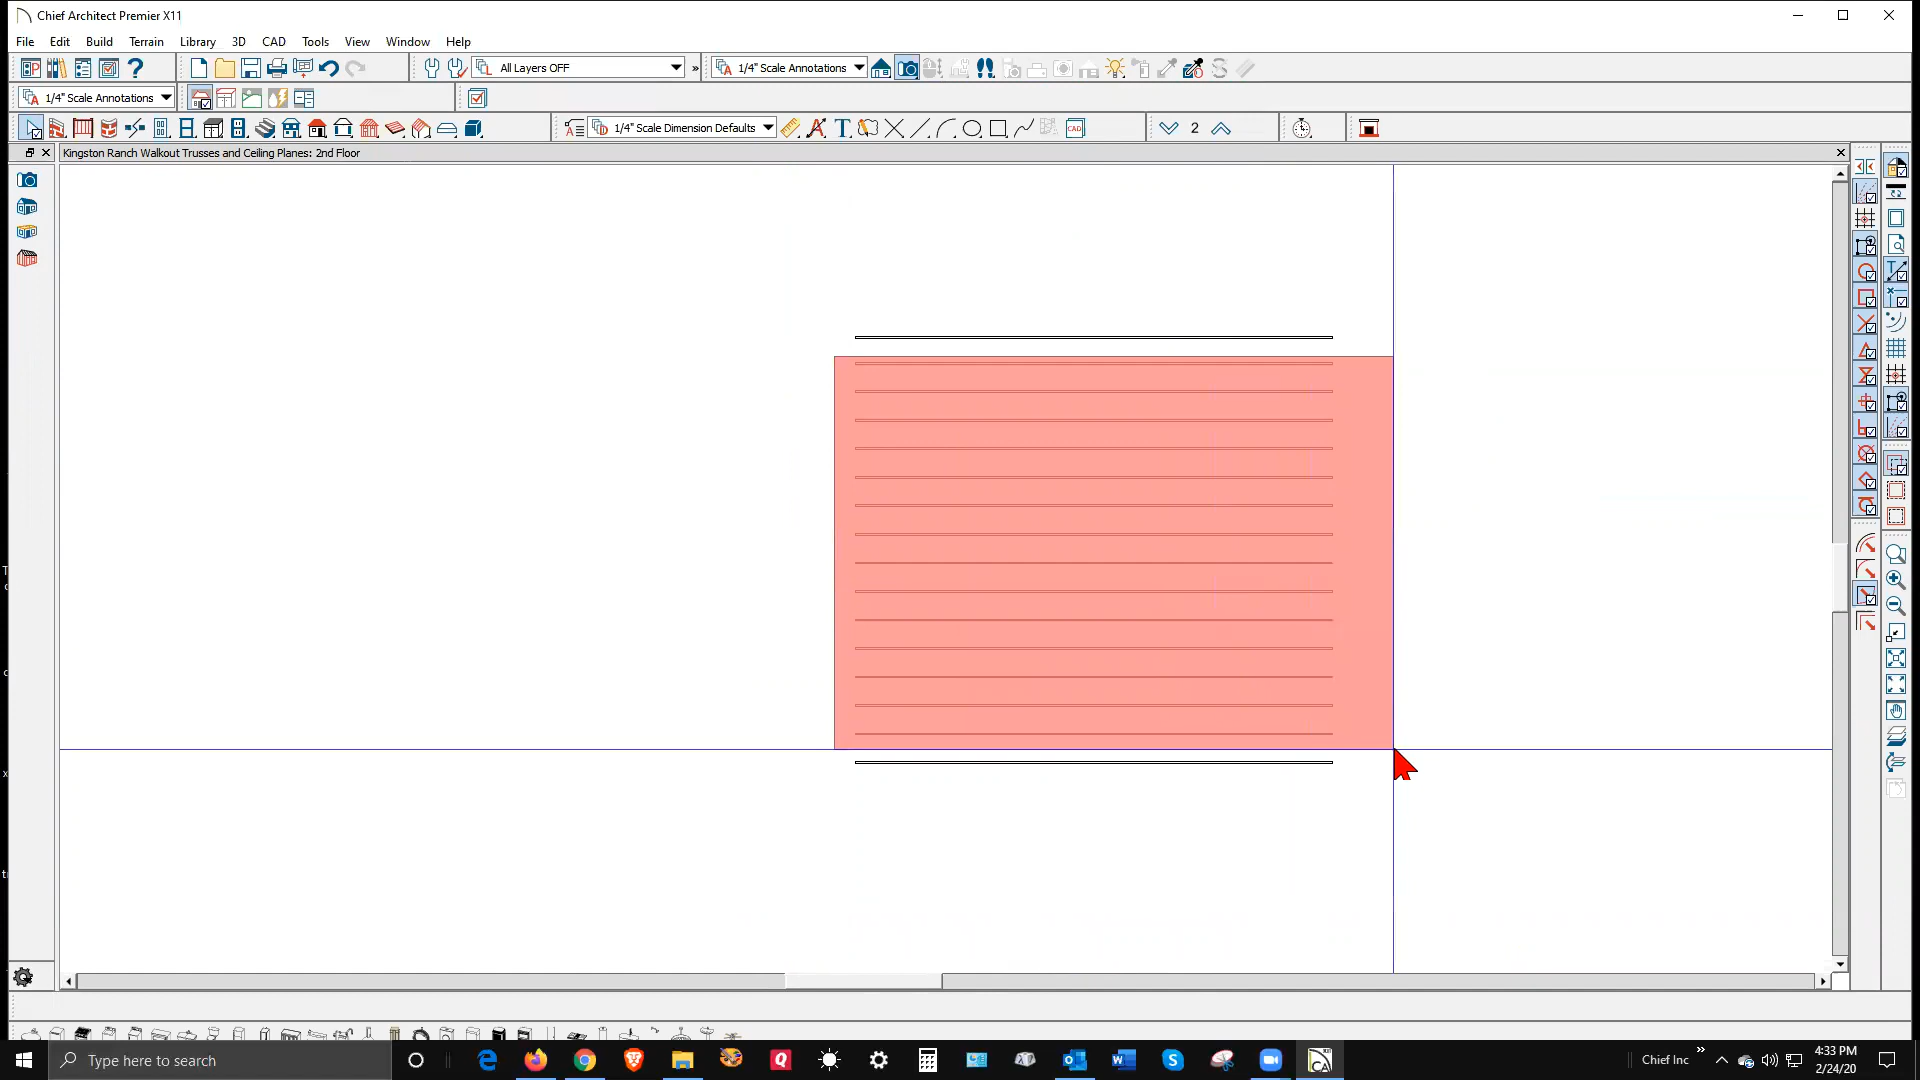 Chief Architect Premier X11
File Edit Build Terrain Library 3D CAD Tools View Window Help
All Layers OFF » 1/4" Scale Annotations
1/4" Scale Annotations
1/4" Scale Dimension Defaults CAD 2
Kingston Ranch Walkout Trusses and Ceiling Planes: 2nd Floor
Type here to search
Chief Inc »
4:33 PM
2/24/20